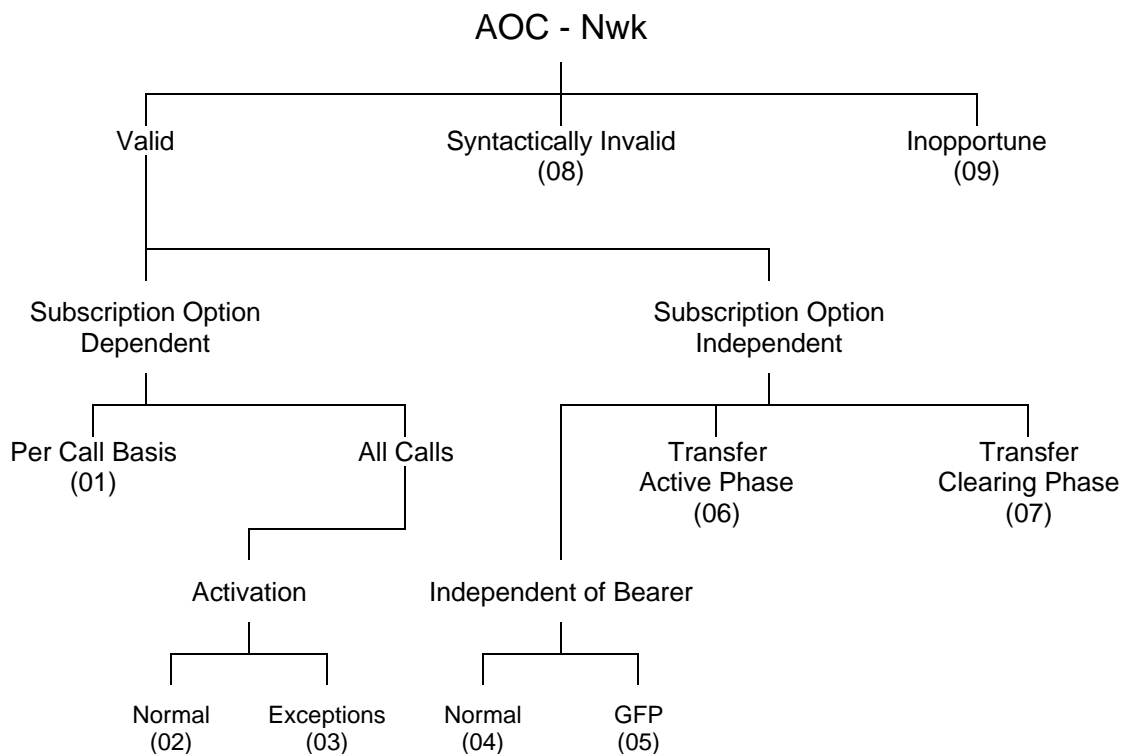 AOC - Nwk
Valid
Syntactically Invalid
(08)
Inopportune
(09)
Subscription Option
Dependent
Subscription Option
Independent
Per Call Basis
(01)
All Calls
Transfer
Active Phase
(06)
Transfer
Clearing Phase
(07)
Activation
Independent of Bearer
Normal
(02)
Exceptions
(03)
Normal
(04)
GFP
(05)